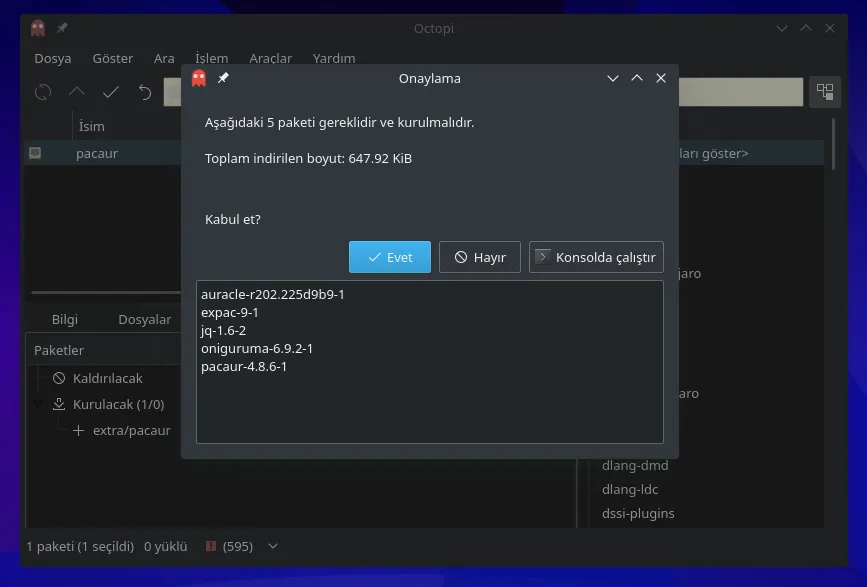 Octopi
Dosya Göster Ara İşlem Araçlar Yardım
Onaylama
Aşağıdaki 5 paketi gereklidir ve kurulmalıdır.
Toplam indirilen boyut: 647.92 KiB
Kabul et?
Evet Hayır Konsolda çalıştır
auracle-r202.225d9b9-1
expac-9-1
jq-1.6-2
oniguruma-6.9.2-1
pacaur-4.8.6-1
İsim
pacaur
ları göster>
jaro
aro
dlang-dmd
dlang-ldc
dssi-plugins
Bilgi Dosyalar
Paketler
Kaldırılacak
Kurulacak (1/0)
extra/pacaur
1 paketi (1 seçildi) 0 yüklü (595)